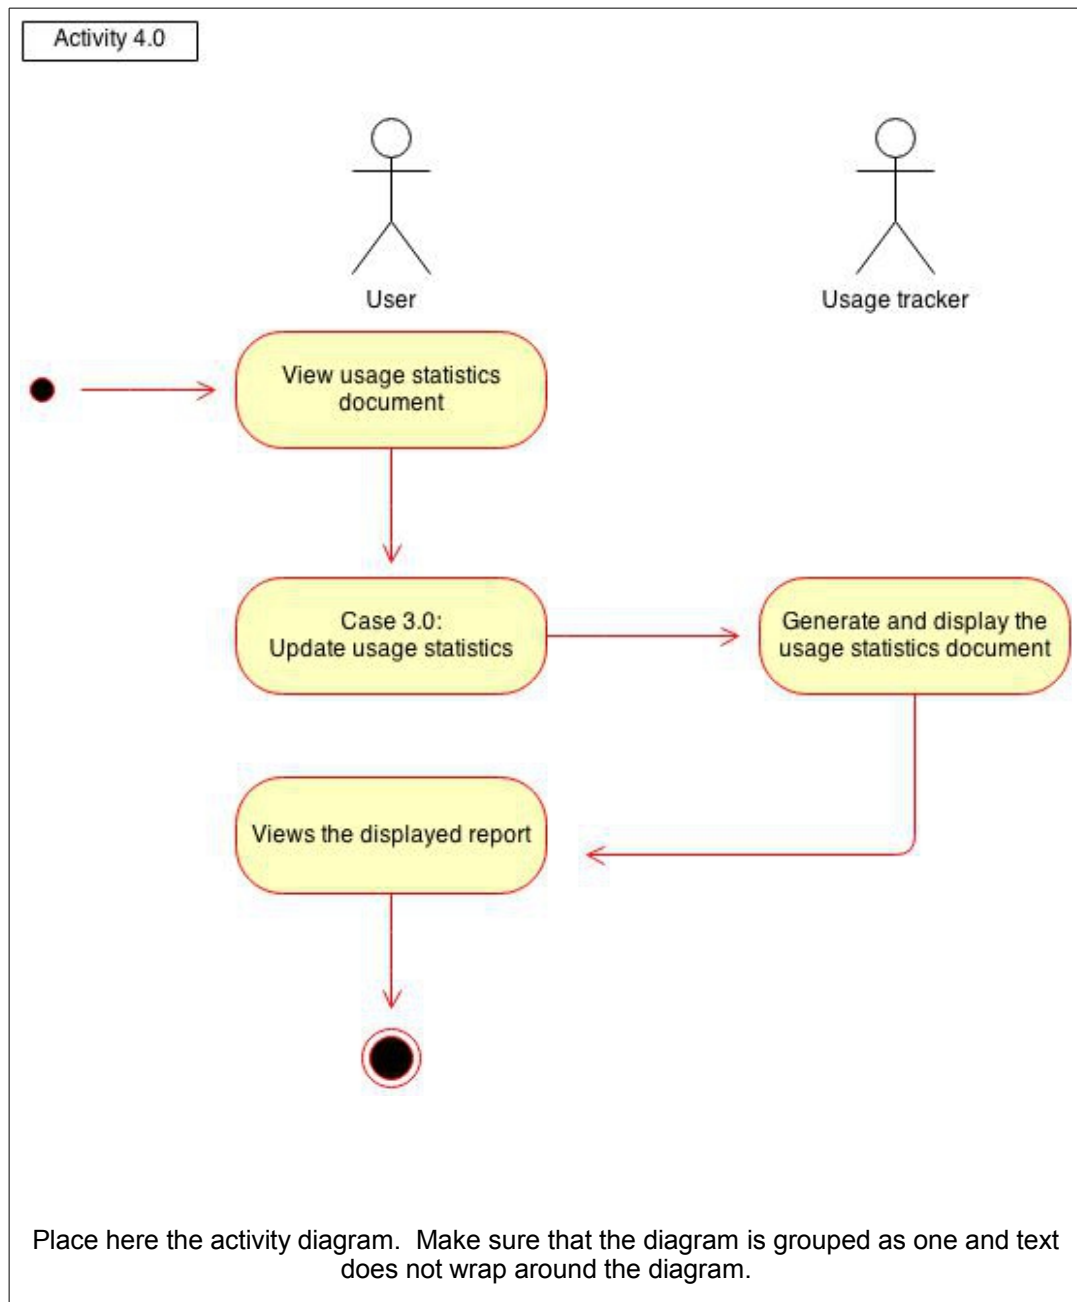 Activity 4.0
User
Usage tracker
View usage statistics
document
Case 3.0:
Update usage statistics
Generate and display the
usage statistics document
Views the displayed report
Place here the activity diagram.  Make sure that the diagram is grouped as one and text
does not wrap around the diagram.